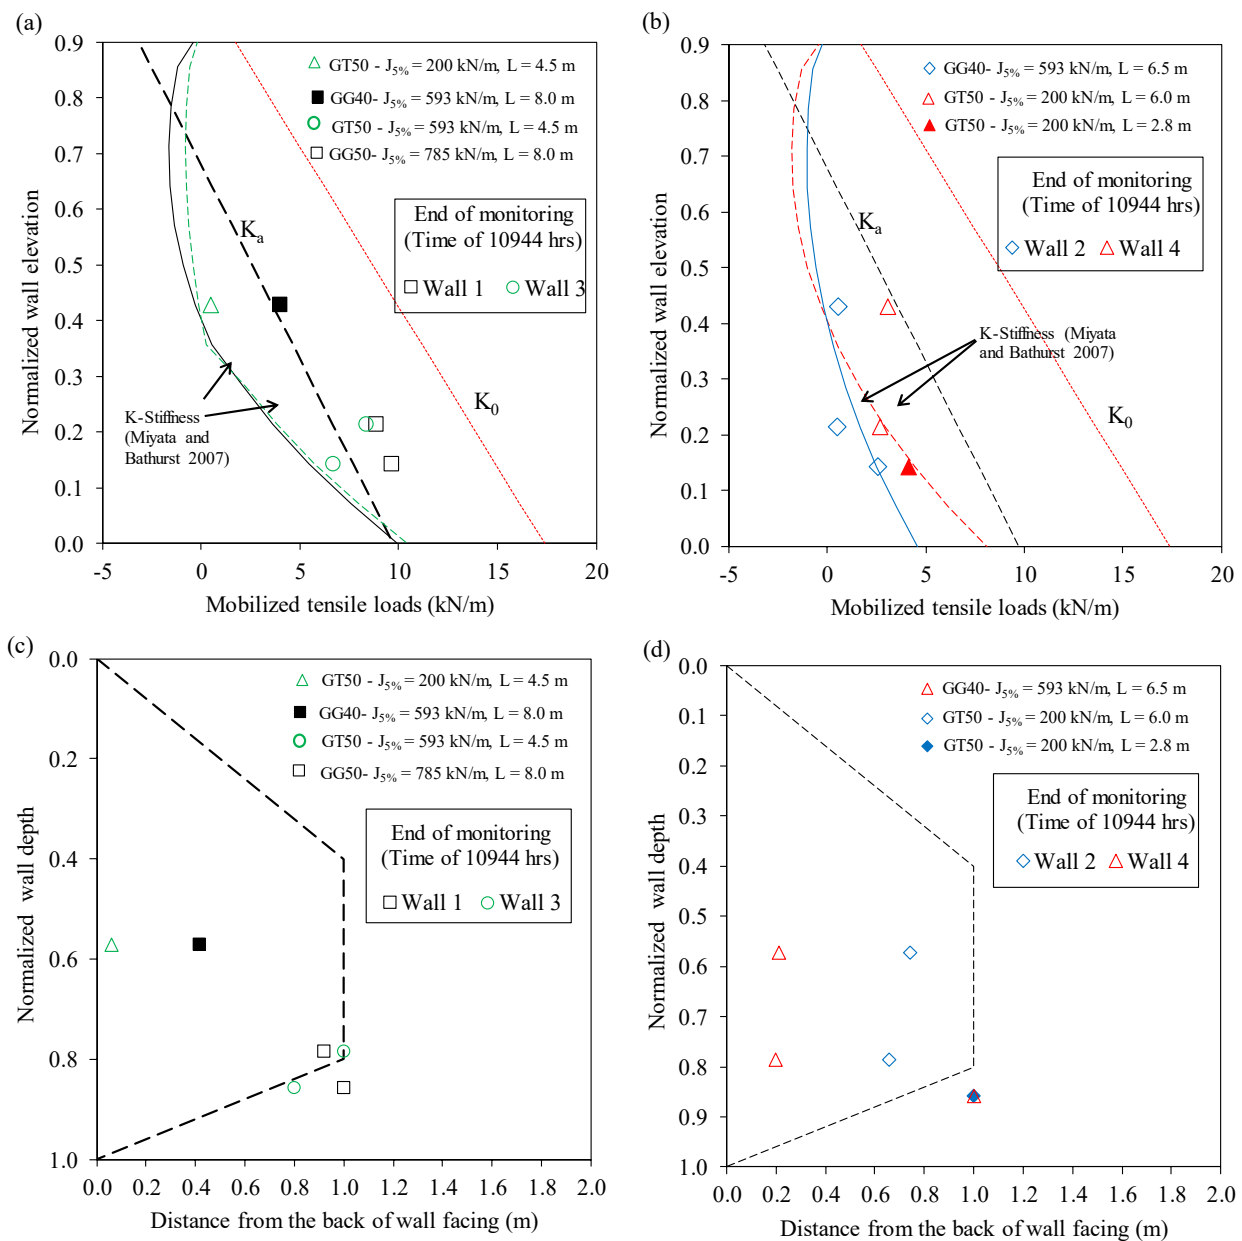 (a)
0.9
0.8
0.7
0.6
0.5
0.4
0.3
0.2
0.1
0.0
-5
0
5
10
15
20
Normalized wall elevation
Mobilized tensile loads (kN/m)
GT50 - J5% = 200 kN/m, L = 4.5 m
GG40- J5% = 593 kN/m, L = 8.0 m
GT50 - J5% = 593 kN/m, L = 4.5 m
GG50- J5% = 785 kN/m, L = 8.0 m
End of monitoring
(Time of 10944 hrs)
Wall 1 Wall 3
Ka
K0
K-Stiffness
(Miyata and
Bathurst 2007)
(b)
0.9
0.8
0.7
0.6
0.5
0.4
0.3
0.2
0.1
0.0
-5
0
5
10
15
20
Normalized wall elevation
Mobilized tensile loads (kN/m)
GG40- J5% = 593 kN/m, L = 6.5 m
GT50 - J5% = 200 kN/m, L = 6.0 m
GT50 - J5% = 200 kN/m, L = 2.8 m
End of monitoring
(Time of 10944 hrs)
Wall 2 Wall 4
Ka
K-Stiffness (Miyata
and Bathurst 2007)
K0
(c)
0.0
0.2
0.4
0.6
0.8
1.0
0.0
0.2
0.4
0.6
0.8
1.0
1.2
1.4
1.6
1.8
2.0
Normalized wall depth
Distance from the back of wall facing (m)
GT50 - J5% = 200 kN/m, L = 4.5 m
GG40- J5% = 593 kN/m, L = 8.0 m
GT50 - J5% = 593 kN/m, L = 4.5 m
GG50- J5% = 785 kN/m, L = 8.0 m
End of monitoring
(Time of 10944 hrs)
Wall 1 Wall 3
(d)
0.0
0.1
0.2
0.3
0.4
0.5
0.6
0.7
0.8
0.9
1.0
0.0
0.2
0.4
0.6
0.8
1.0
1.2
1.4
1.6
1.8
2.0
Normalized wall depth
Distance from the back of wall facing (m)
GG40- J5% = 593 kN/m, L = 6.5 m
GT50 - J5% = 200 kN/m, L = 6.0 m
GT50 - J5% = 200 kN/m, L = 2.8 m
End of monitoring
(Time of 10944 hrs)
Wall 2 Wall 4